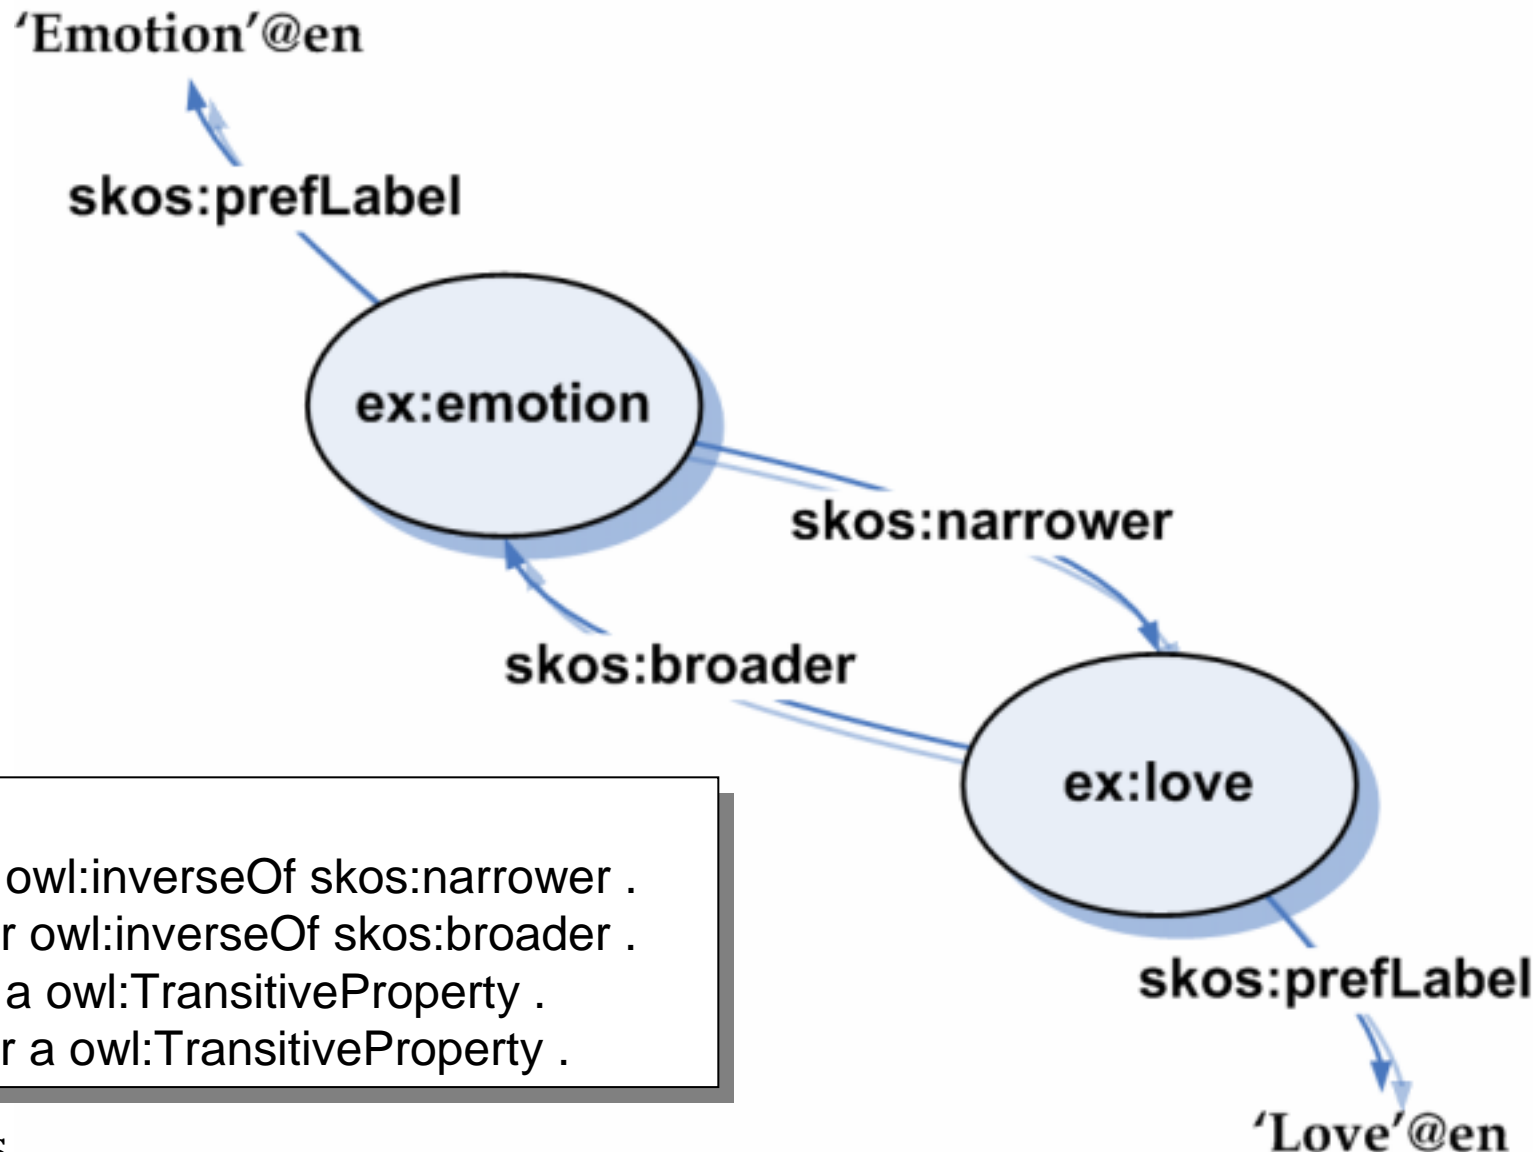 ‘Emotion’@en
skos:prefLabel
ex:emotion
skos:narrower
skos:broader
ex:love
owl:inverseOf skos:narrower .
r owl:inverseOf skos:broader .
a owl:TransitiveProperty .
r a owl:TransitiveProperty .
skos:prefLabel
‘Love’@en